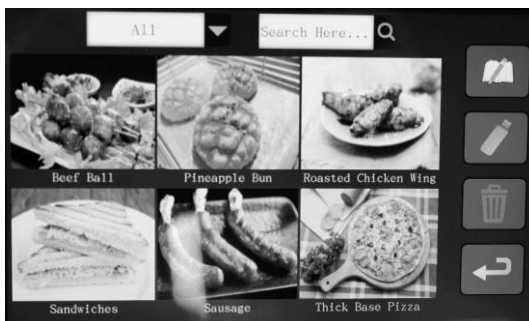 All
Search Here...
Beef Ball
Pineapple Bun
Roasted Chicken Wing
Sandwiches
Sausage
Thick Base Pizza